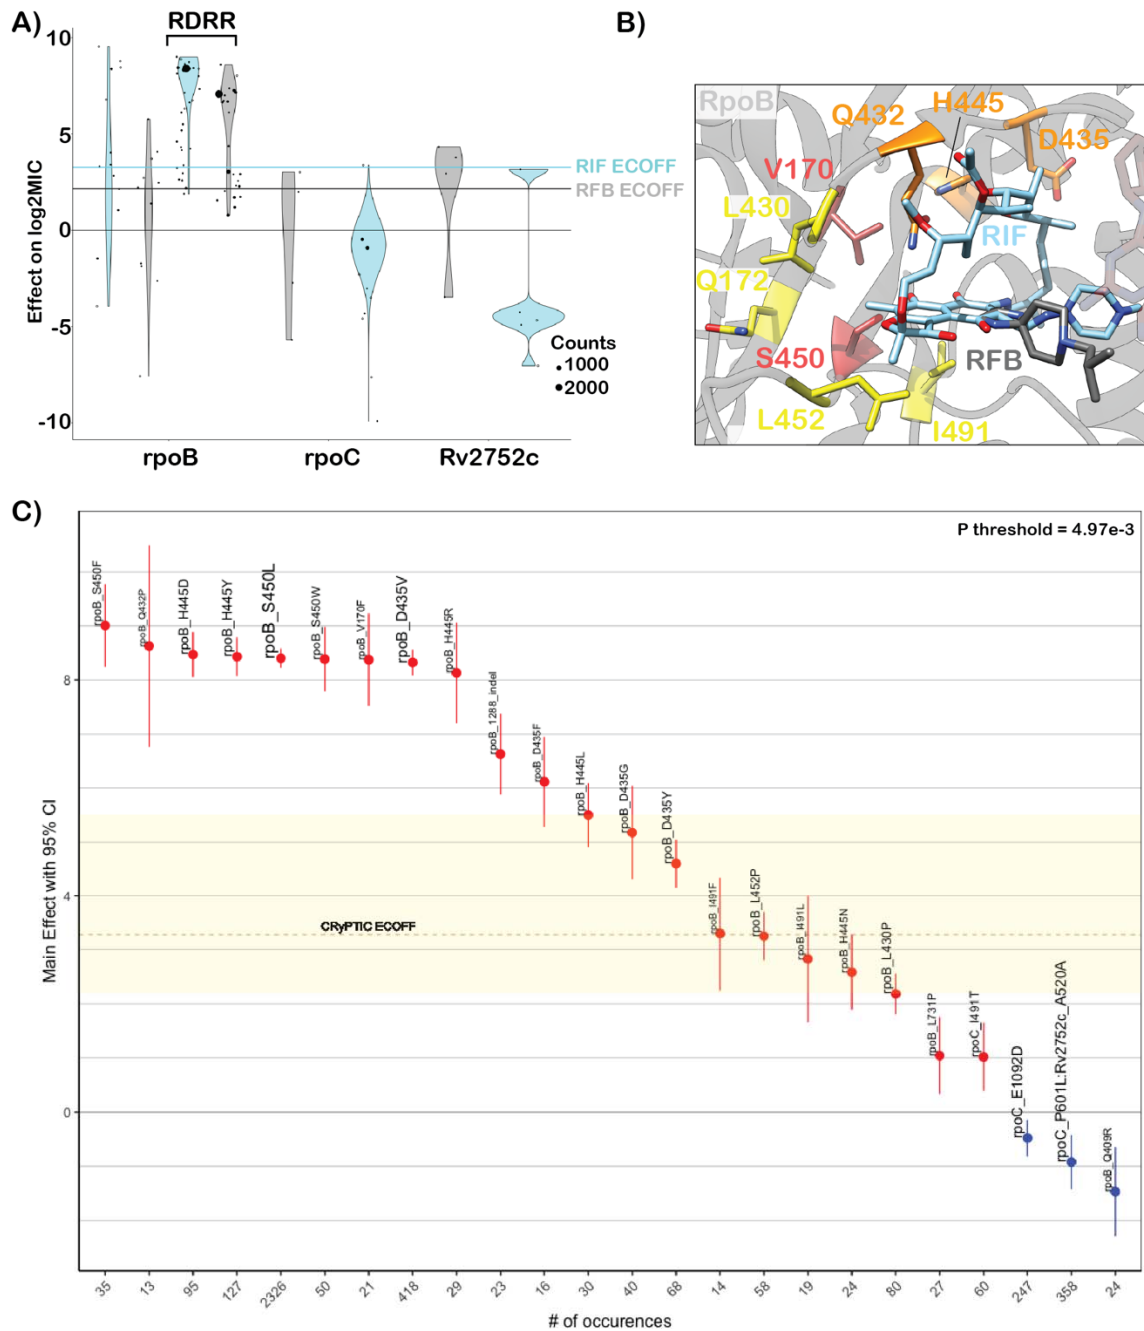 A)
RDRR
10
5
0
-5
-10
Effect on log2MIC
RIF ECOFF
RFB ECOFF
Counts
1000
2000
rpoB
rpoC
Rv2752c
B)
RpoB
Q432
H445
D435
V170
L430
RIF
Q172
S450
RFB
L452
I491
C)
P threshold = 4.97e-3
Main Effect with 95% CI
8
4
0
CRyPTIC ECOFF
rpoB_S450F
rpoB_Q432P
rpoB_H445D
rpoB_H445Y
rpoB_S450L
rpoB_S450W
rpoB_V170F
rpoB_D435V
rpoB_H445R
rpoB_1288_indel
rpoB_D435F
rpoB_H445L
rpoB_D435G
rpoB_D435Y
rpoB_I491F
rpoB_L452P
rpoB_I491L
rpoB_H445N
rpoB_L430P
rpoB_L731P
rpoC_I491T
rpoC_E1092D
rpoC_P601L:Rv2752c_A520A
rpoB_Q409R
35
13
95
127
2326
50
21
418
29
23
16
30
40
68
14
58
19
24
80
27
60
247
358
24
# of occurences